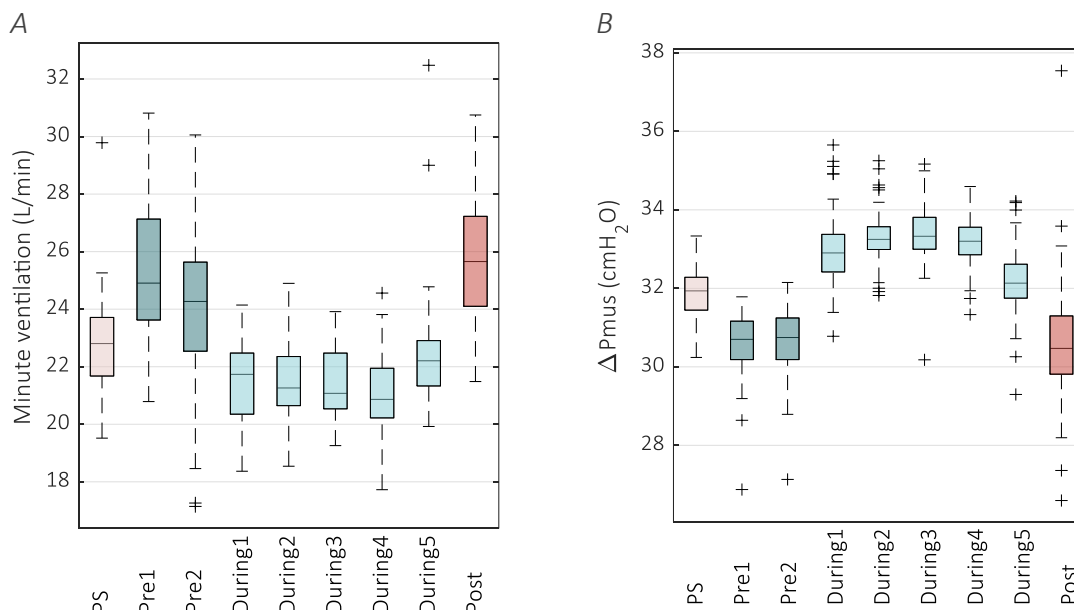 A
Minute ventilation (L/min)
32
30
28
26
24
22
20
18
PS
Pre1
Pre2
During1
During2
During3
During4
During5
Post
B
Δ Pmus (cmH2O)
38
36
34
32
30
28
PS
Pre1
Pre2
During1
During2
During3
During4
During5
Post